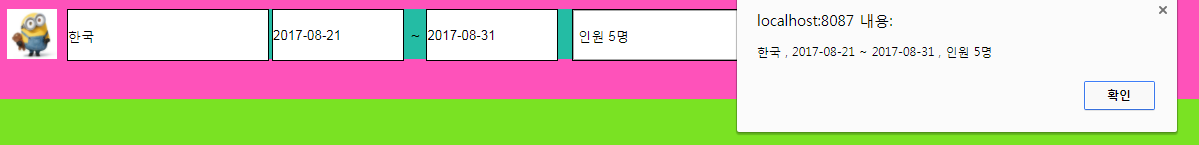 한국 2017-08-21 ~ 2017-08-31 인원 5명
localhost:8087 내용:
한국 , 2017-08-21 ~ 2017-08-31 , 인원 5명
확인